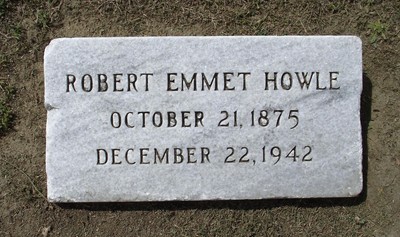 ROBERT EMMET HOWLE
OCTOBER 21, 1875
DECEMBER 22, 1942